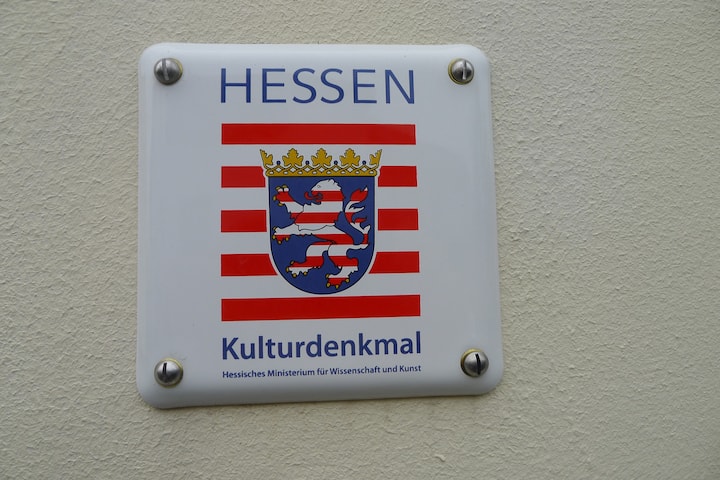 HESSEN
Kulturdenkmal
Hessisches Ministerium für Wissenschaft und Kunst